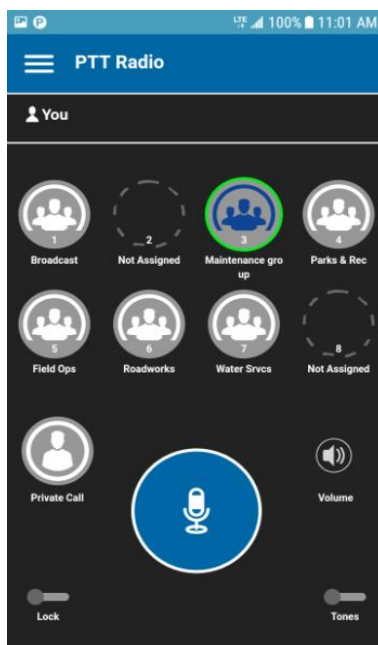 LTE 100% 11:01 AM
PTT Radio
You
1 2 3 4
Broadcast Not Assigned Maintenance gro Parks & Rec
up
5 6 7 8
Field Ops Roadworks Water Srvcs Not Assigned
Private Call Volume
Lock Tones